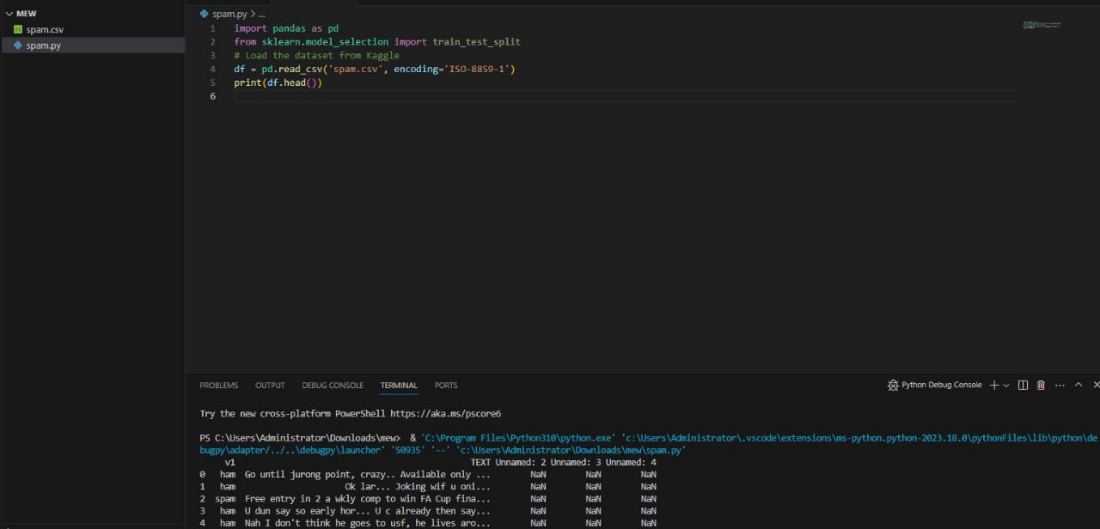 MEW
spam.csv
spam.py
spam.py > ...
1 import pandas as pd
2 from sklearn.model_selection import train_test_split
3 # Load the dataset from Kaggle
4 df = pd.read_csv('spam.csv', encoding='ISO-8859-1')
5 print(df.head())
6
PROBLEMS OUTPUT DEBUG CONSOLE TERMINAL PORTS Python Debug Console
Try the new cross-platform PowerShell https://aka.ms/pscore6
PS C:\Users\Administrator\Downloads\mew> & 'C:\Program Files\Python310\python.exe' 'c:\Users\Administrator\.vscode\extensions\ms-python.python-2023.18.0\pythonFiles\lib\python\de
bugpy\adapter/../..\debugpy\launcher' '50935' '--' 'c:\Users\Administrator\Downloads\mew\spam.py'
v1 TEXT Unnamed: 2 Unnamed: 3 Unnamed: 4
0 ham Go until jurong point, crazy.. Available only ... NaN NaN NaN
1 ham Ok lar... Joking wif u oni... NaN NaN NaN
2 spam Free entry in 2 a wkly comp to win FA Cup fina... NaN NaN NaN
3 ham U dun say so early hor... U c already then say... NaN NaN NaN
4 ham Nah I don't think he goes to usf, he lives aro... NaN NaN NaN